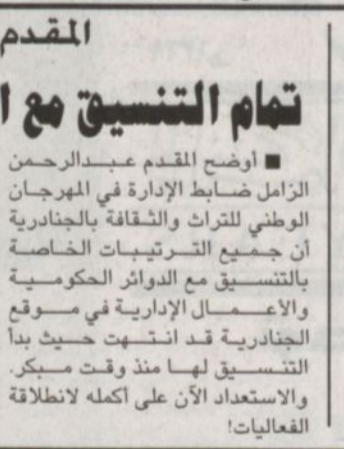 المقدم
تمام التنسيق مع ا
■ أوضح المقدم عبدالرحمن
الزامل ضابط الإدارة في المهرجان
الوطني للتراث والثقافة بالجنادرية
أن جميع الترتيبات الخاصة
بالتنسيق مع الدوائر الحكومية
والأعمال الإدارية في موقع
الجنادرية قد انتهت حيث بدأ
التنسيق لها منذ وقت مبكر.
والاستعداد الآن على أكمله لانطلاقة
الفعاليات!